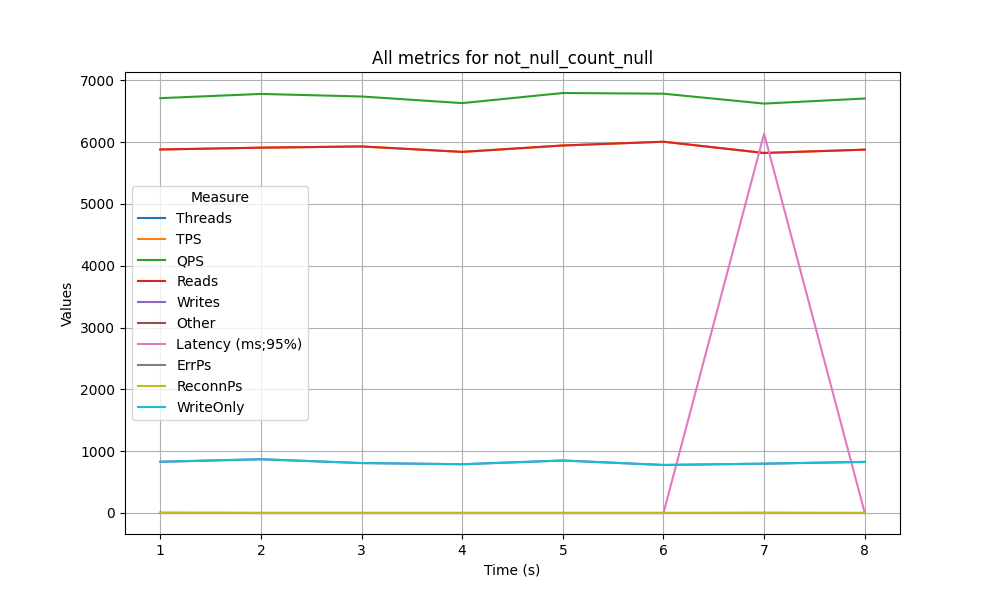 All metrics for not_null_count_null
7000
6000
5000
4000
3000
2000
1000
0
Values
Measure
Threads
TPS
QPS
Reads
Writes
Other
Latency (ms;95%)
ErrPs
ReconnPs
WriteOnly
1 2 3 4 5 6 7 8
Time (s)